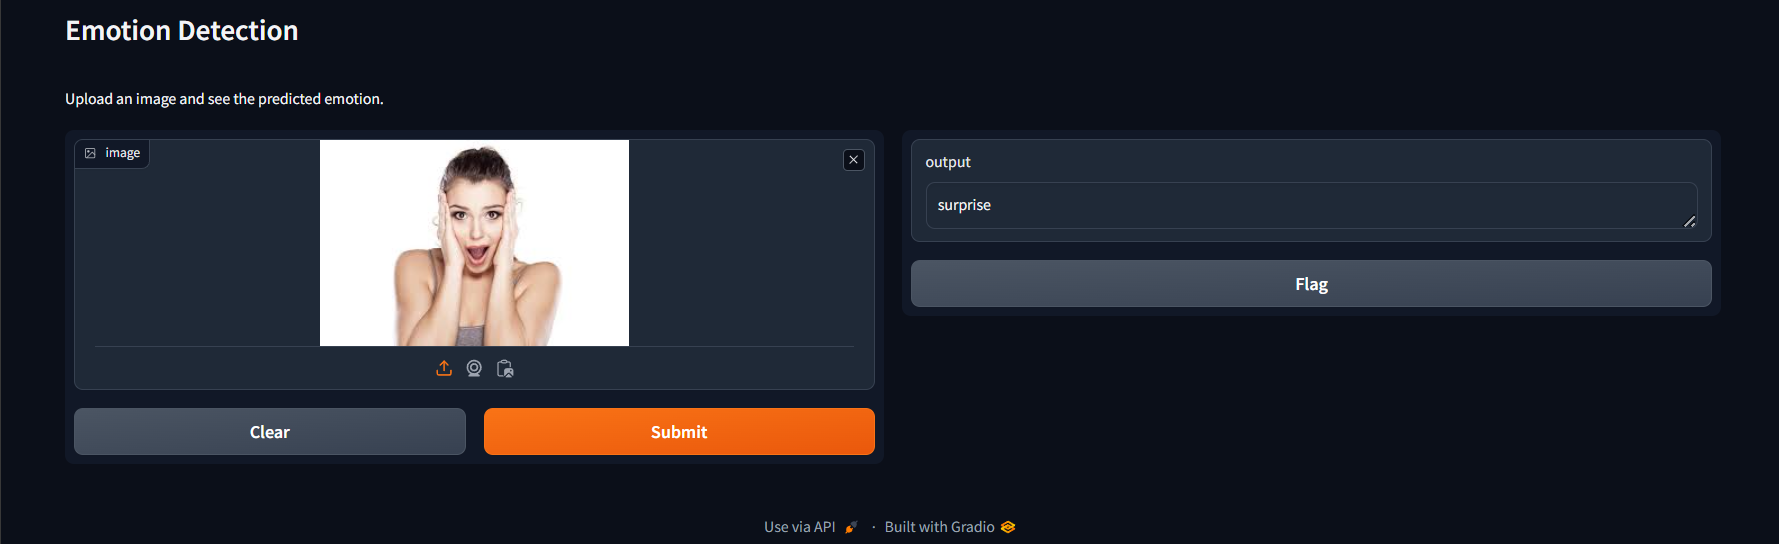 Emotion Detection
Upload an image and see the predicted emotion.
image
output
surprise
Flag
Clear
Submit
Use via API · Built with Gradio